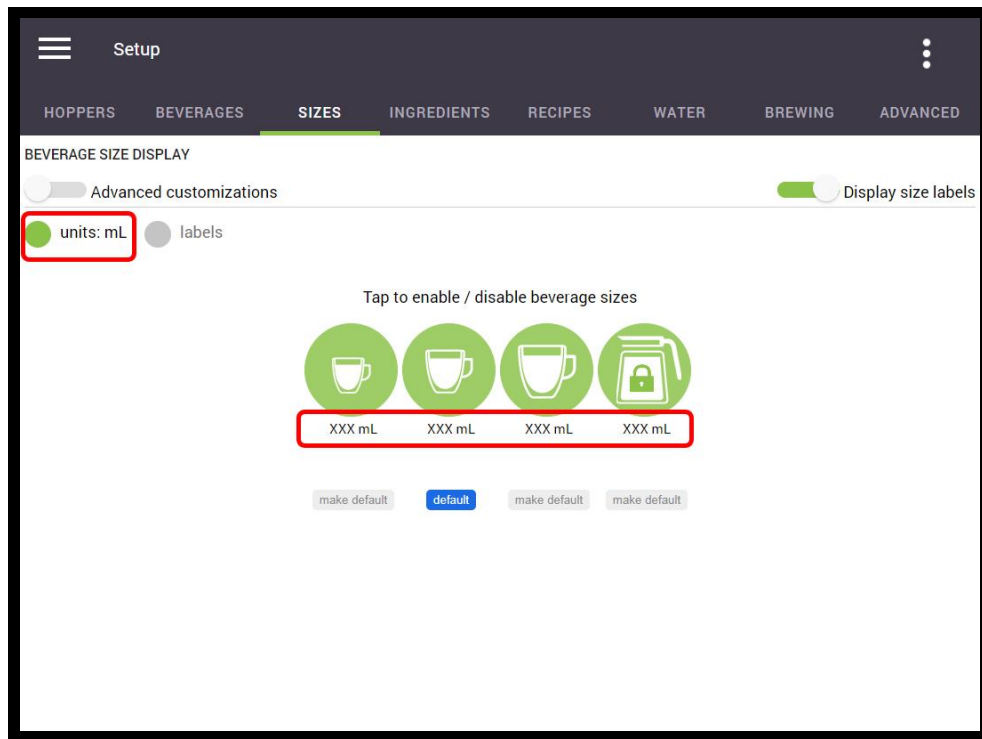 Setup
HOPPERS BEVERAGES SIZES INGREDIENTS RECIPES WATER BREWING ADVANCED
BEVERAGE SIZE DISPLAY
Advanced customizations Display size labels
units: mL labels
Tap to enable / disable beverage sizes
XXX mL XXX mL XXX mL XXX mL
make default default make default make default